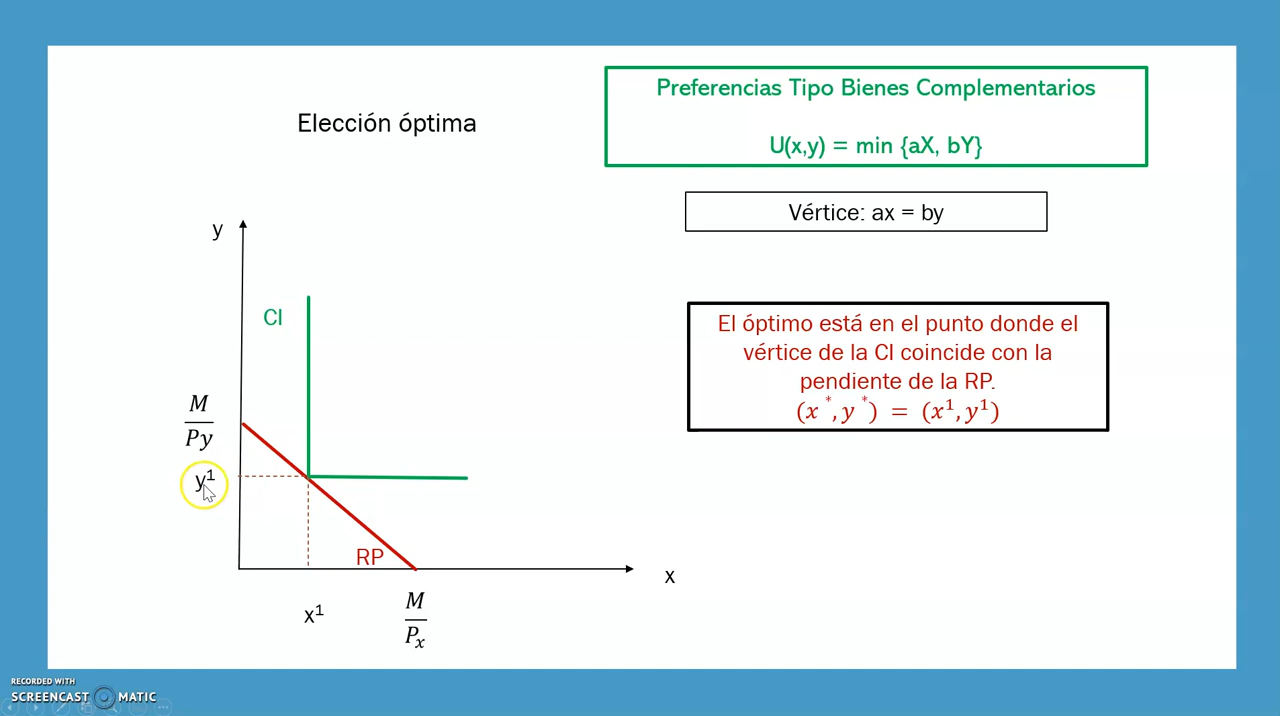 Preferencias Tipo Bienes Complementarios
U(x,y) = min {aX, bY}
Elección óptima
Vértice: ax = by
y
CI
El óptimo está en el punto donde el
vértice de la CI coincide con la
pendiente de la RP.
(x*, y*) = (x¹, y¹)
M
Py
y¹
RP
x
x¹
M
Pₓ
RECORDED WITH
SCREENCAST MATIC